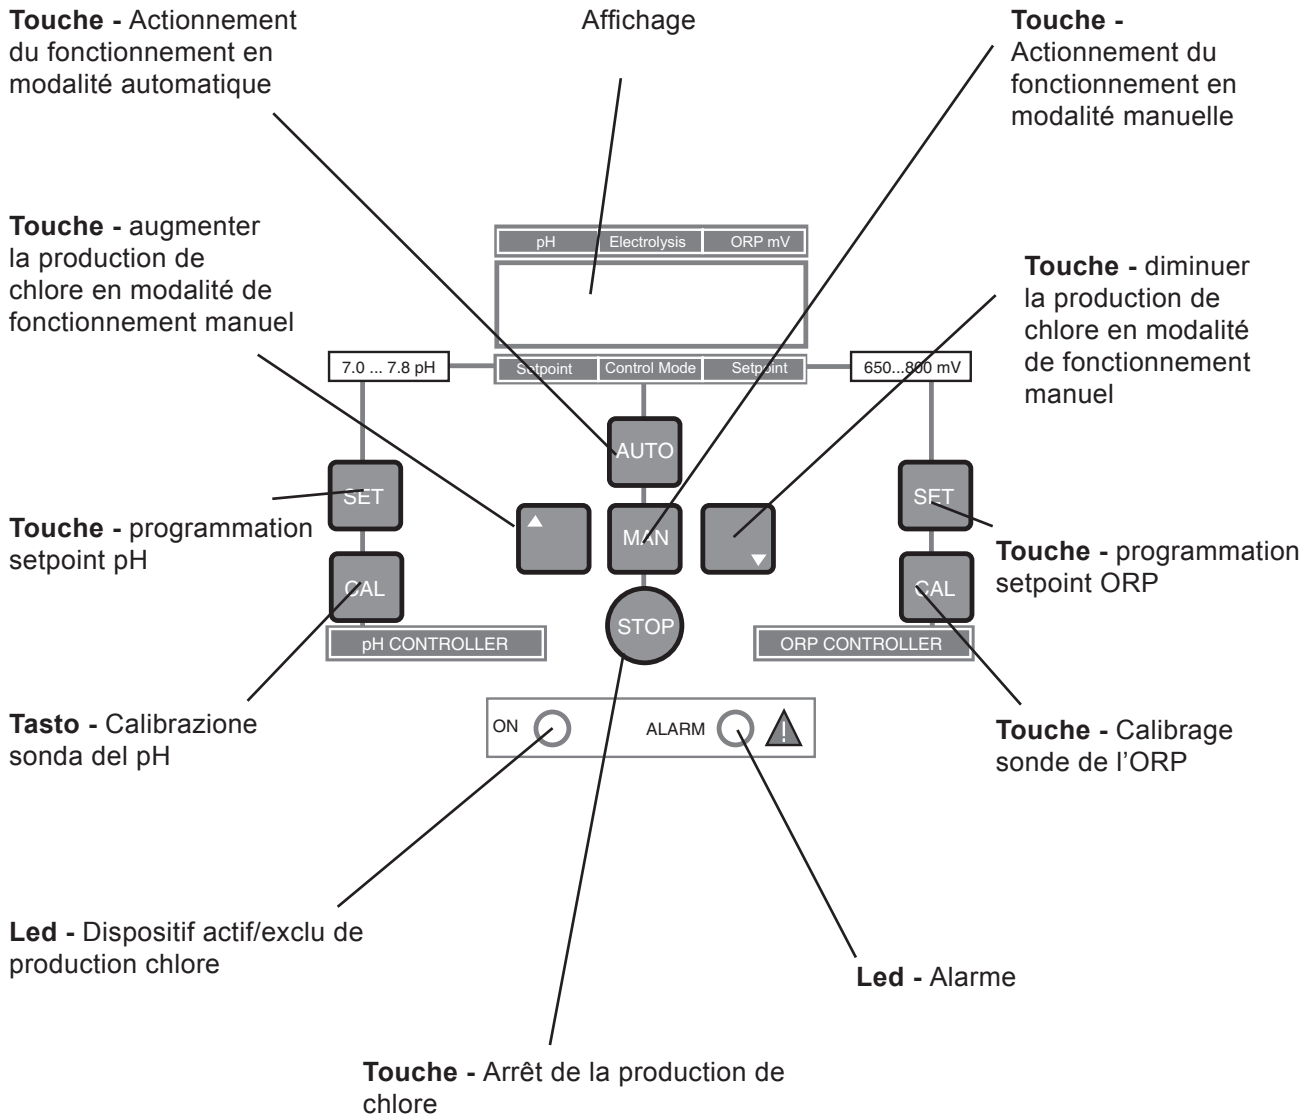 Touche - Actionnement
du fonctionnement en
modalité automatique
Affichage
Touche -
Actionnement du
fonctionnement en
modalité manuelle
Touche - augmenter
la production de
chlore en modalité de
fonctionnement manuel
Touche - diminuer
la production de
chlore en modalité
de fonctionnement
manuel
pH
Electrolysis
ORP mV
7.0 ... 7.8 pH
Setpoint
Control Mode
Setpoint
650...800 mV
AUTO
SET
MAN
SET
Touche - programmation
setpoint pH
Touche - programmation
setpoint ORP
CAL
STOP
CAL
pH CONTROLLER
ORP CONTROLLER
Tasto - Calibrazione
sonda del pH
ON
ALARM
Touche - Calibrage
sonde de l'ORP
Led - Dispositif actif/exclu de
production chlore
Led - Alarme
Touche - Arrêt de la production de
chlore